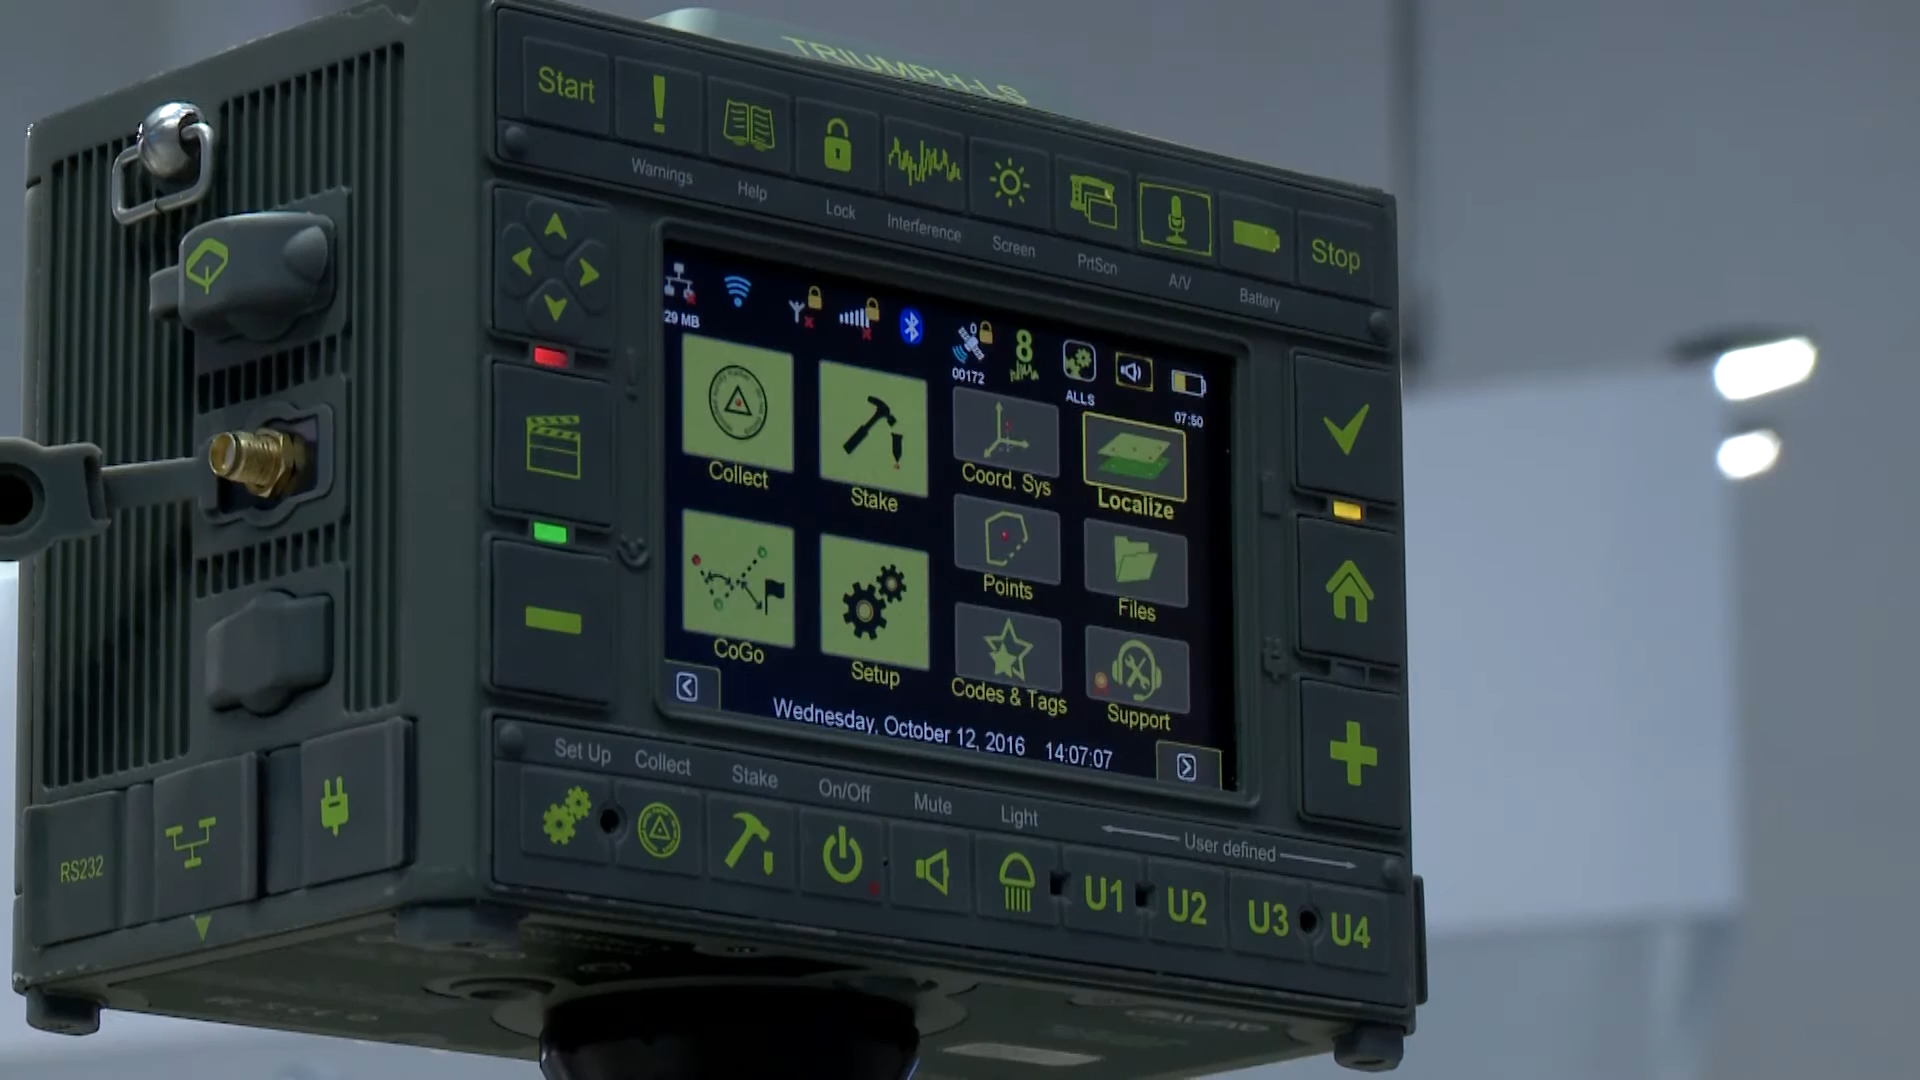 TRIUMPH-LS
Start
Warnings
Help
Lock
Interference
Screen
PrtScn
A/V
Battery
Stop
29 MB
0
00172
8
ALLS
07:50
Collect
Stake
Coord. Sys
Localize
Points
Files
CoGo
Setup
Codes & Tags
Support
Wednesday, October 12, 2016 14:07:07
Set Up
Collect
Stake
On/Off
Mute
Light
User defined
U1
U2
U3
U4
RS232